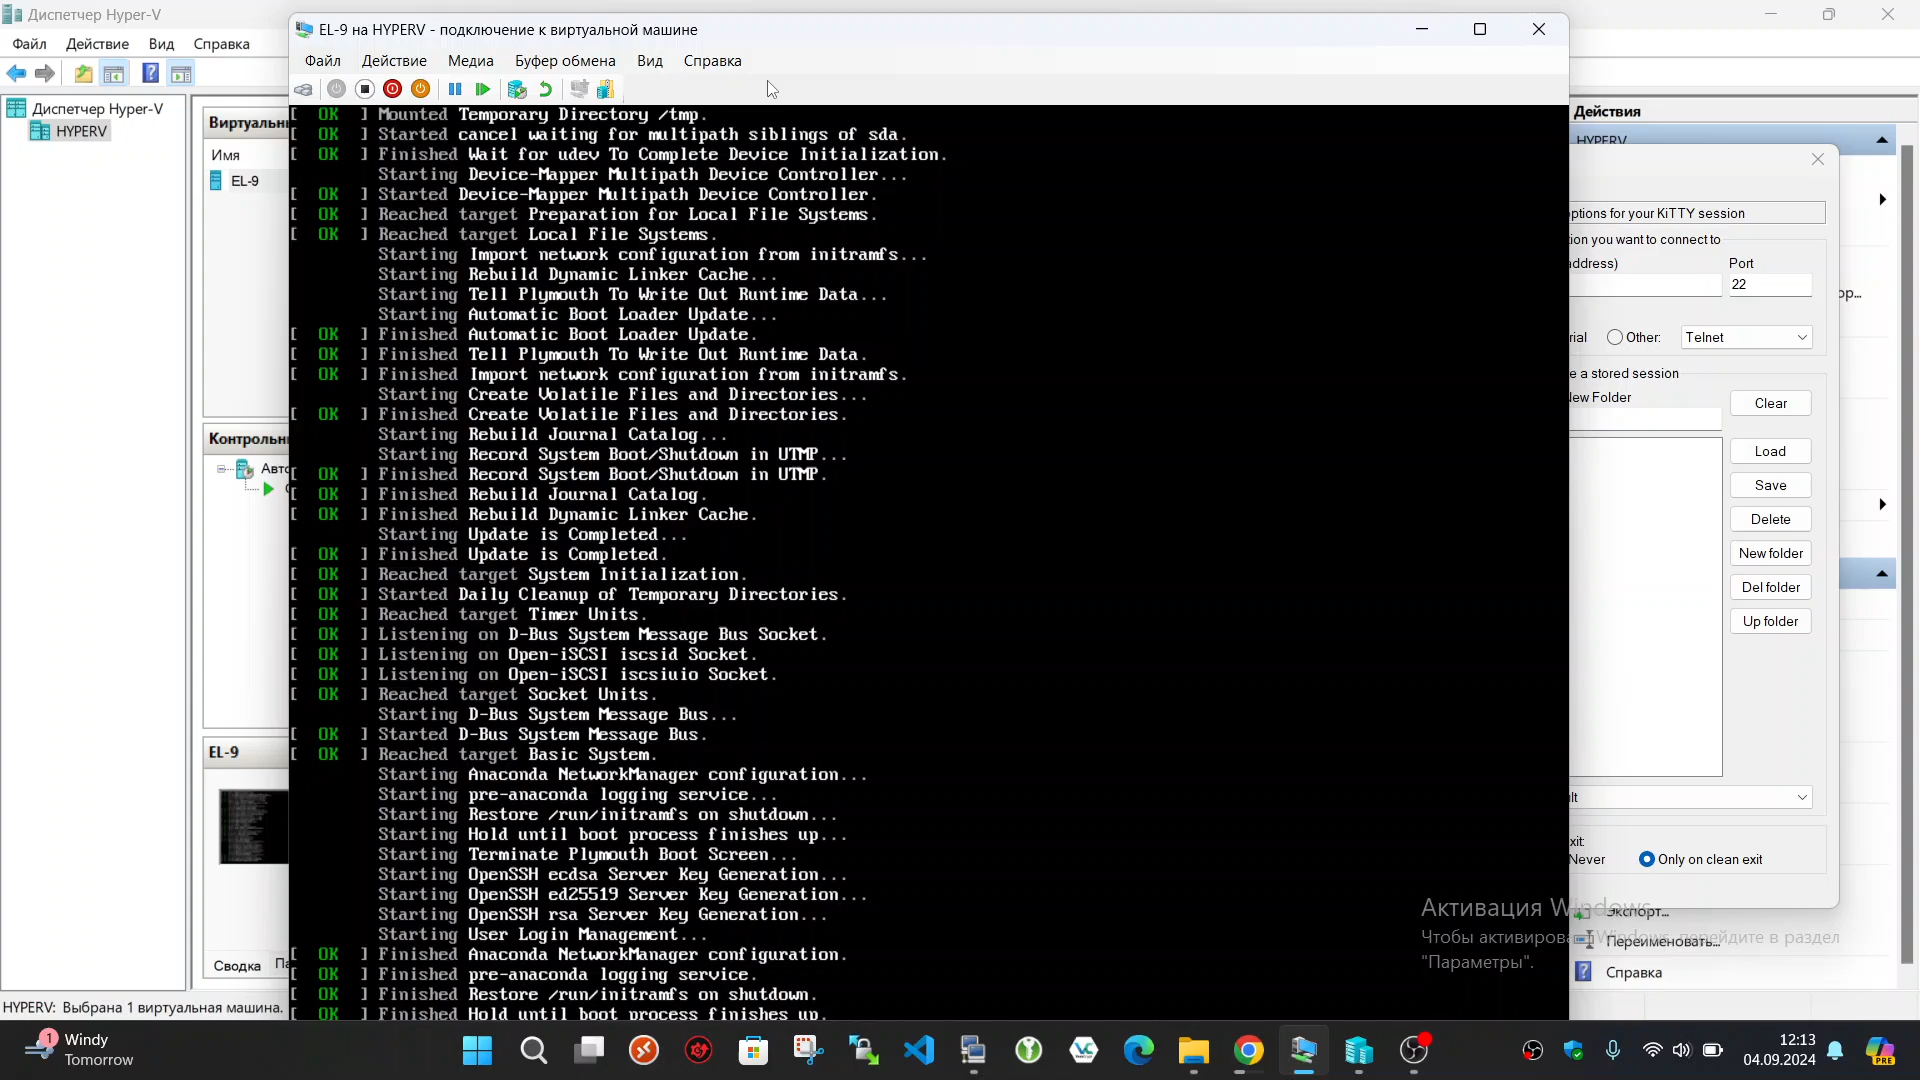 Диспетчер Hyper-V
Файл Действие Вид Справка
Диспетчер Hyper-V
HYPERV
Имя
EL-9
EL-9
Сводка
HYPERV: Выбрана 1 виртуальная машина.
EL-9 на HYPERV - подключение к виртуальной машине
Файл Действие Медиа Буфер обмена Вид Справка
[ OK ] Mounted Temporary Directory /tmp.
[ OK ] Started cancel waiting for multipath siblings of sda.
[ OK ] Finished Wait for udev To Complete Device Initialization.
Starting Device-Mapper Multipath Device Controller...
[ OK ] Started Device-Mapper Multipath Device Controller.
[ OK ] Reached target Preparation for Local File Systems.
[ OK ] Reached target Local File Systems.
Starting Import network configuration from initramfs...
Starting Rebuild Dynamic Linker Cache...
Starting Tell Plymouth To Write Out Runtime Data...
Starting Automatic Boot Loader Update...
[ OK ] Finished Automatic Boot Loader Update.
[ OK ] Finished Tell Plymouth To Write Out Runtime Data.
[ OK ] Finished Import network configuration from initramfs.
Starting Create Volatile Files and Directories...
[ OK ] Finished Create Volatile Files and Directories.
Starting Rebuild Journal Catalog...
Starting Record System Boot/Shutdown in UTMP...
[ OK ] Finished Record System Boot/Shutdown in UTMP.
[ OK ] Finished Rebuild Journal Catalog.
[ OK ] Finished Rebuild Dynamic Linker Cache.
Starting Update is Completed...
[ OK ] Finished Update is Completed.
[ OK ] Reached target System Initialization.
[ OK ] Started Daily Cleanup of Temporary Directories.
[ OK ] Reached target Timer Units.
[ OK ] Listening on D-Bus System Message Bus Socket.
[ OK ] Listening on Open-iSCSI iscsid Socket.
[ OK ] Listening on Open-iSCSI iscsiuio Socket.
[ OK ] Reached target Socket Units.
Starting D-Bus System Message Bus...
[ OK ] Started D-Bus System Message Bus.
[ OK ] Reached target Basic System.
Starting Anaconda NetworkManager configuration...
Starting pre-anaconda logging service...
Starting Restore /run/initramfs on shutdown...
Starting Hold until boot process finishes up...
Starting Terminate Plymouth Boot Screen...
Starting OpenSSH ecdsa Server Key Generation...
Starting OpenSSH ed25519 Server Key Generation...
Starting OpenSSH rsa Server Key Generation...
Starting User Login Management...
[ OK ] Finished Anaconda NetworkManager configuration.
[ OK ] Finished pre-anaconda logging service.
[ OK ] Finished Restore /run/initramfs on shutdown.
[ OK ] Finished Hold until boot process finishes up.
Действия
HYPERV
options for your KiTTY session
you want to connect to
address) Port
22
Other: Telnet
a stored session
New Folder
Clear
Load
Save
Delete
New folder
Del folder
Up folder
Never Only on clean exit
Экспорт...
Переименовать...
Справка
Активация Windows
Чтобы активировать Windows, перейдите в раздел
"Параметры".
1 Windy
Tomorrow
12:13
04.09.2024
PRE